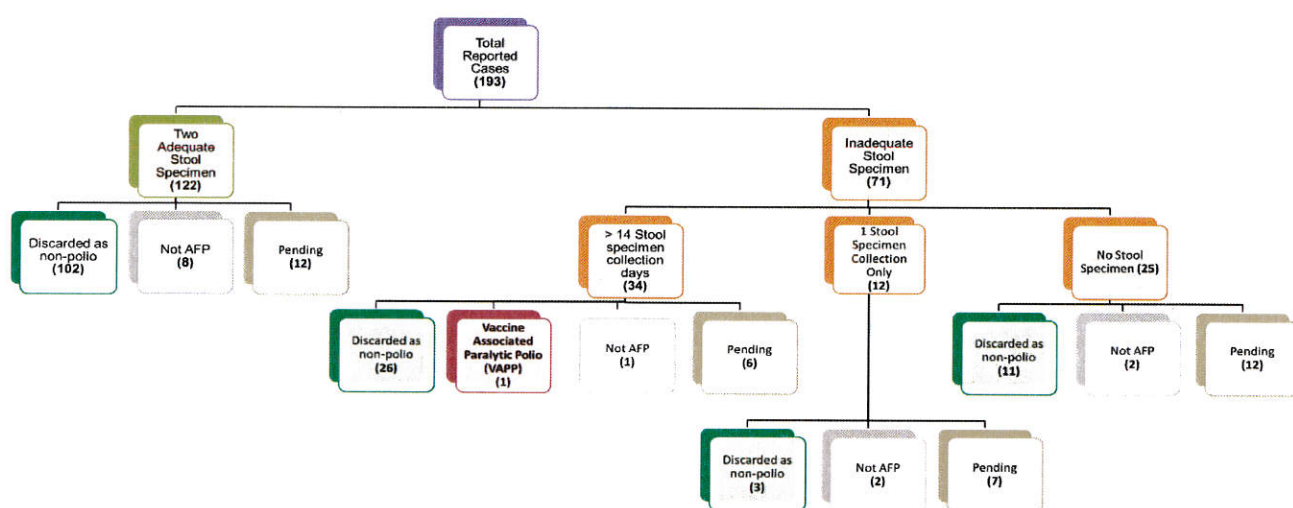 Total
Reported
Cases
(193)
Two
Adequate
Stool
Specimen
(122)
Inadequate
Stool
Specimen
(71)
Discarded as
non-polio
(102)
Not AFP
(8)
Pending
(12)
> 14 Stool
specimen
collection
days
(34)
1 Stool
Specimen
Collection
Only
(12)
No Stool
Specimen (25)
Discarded as
non-polio
(26)
Vaccine
Associated
Paralytic Polio
(VAPP)
(1)
Not AFP
(1)
Pending
(6)
Discarded as
non-polio
(11)
Not AFP
(2)
Pending
(12)
Discarded as
non-polio
(3)
Not AFP
(2)
Pending
(7)